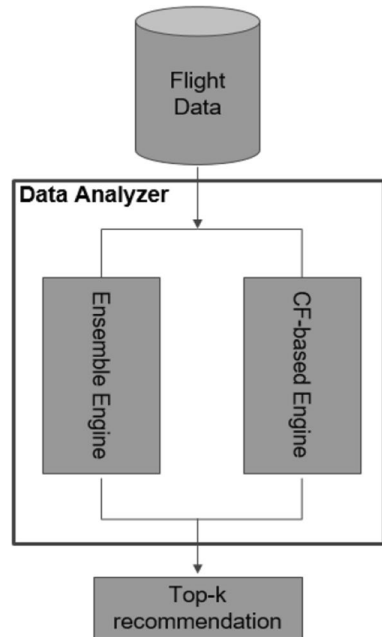 Flight
Data
Data Analyzer
Ensemble Engine
CF-based Engine
Top-k
recommendation